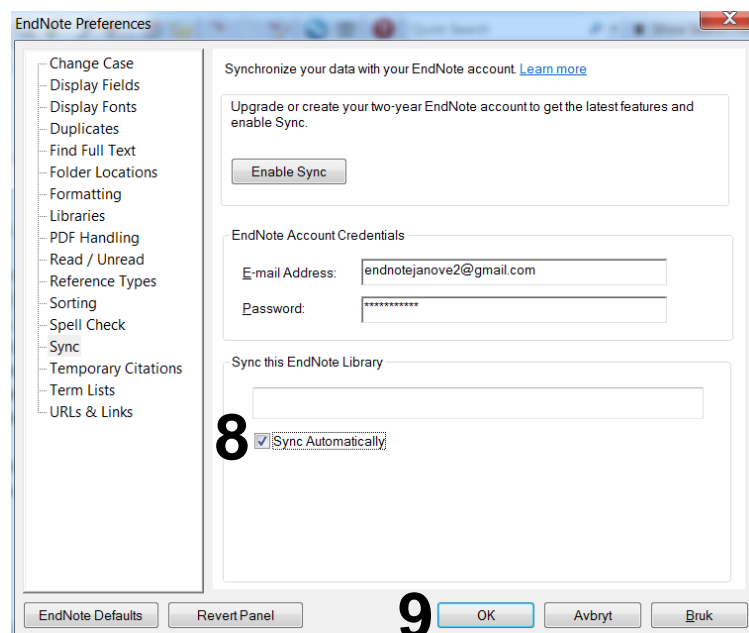 EndNote Preferences
Quick Search
Change Case
Display Fields
Display Fonts
Duplicates
Find Full Text
Folder Locations
Formatting
Libraries
PDF Handling
Read / Unread
Reference Types
Sorting
Spell Check
Sync
Temporary Citations
Term Lists
URLs & Links
Synchronize your data with your EndNote account. Learn more
Upgrade or create your two-year EndNote account to get the latest features and
enable Sync.
Enable Sync
EndNote Account Credentials
E-mail Address: endnotejanove2@gmail.com
Password: ***********
Sync this EndNote Library
8 Sync Automatically
EndNote Defaults Revert Panel 9 OK Avbryt Bruk